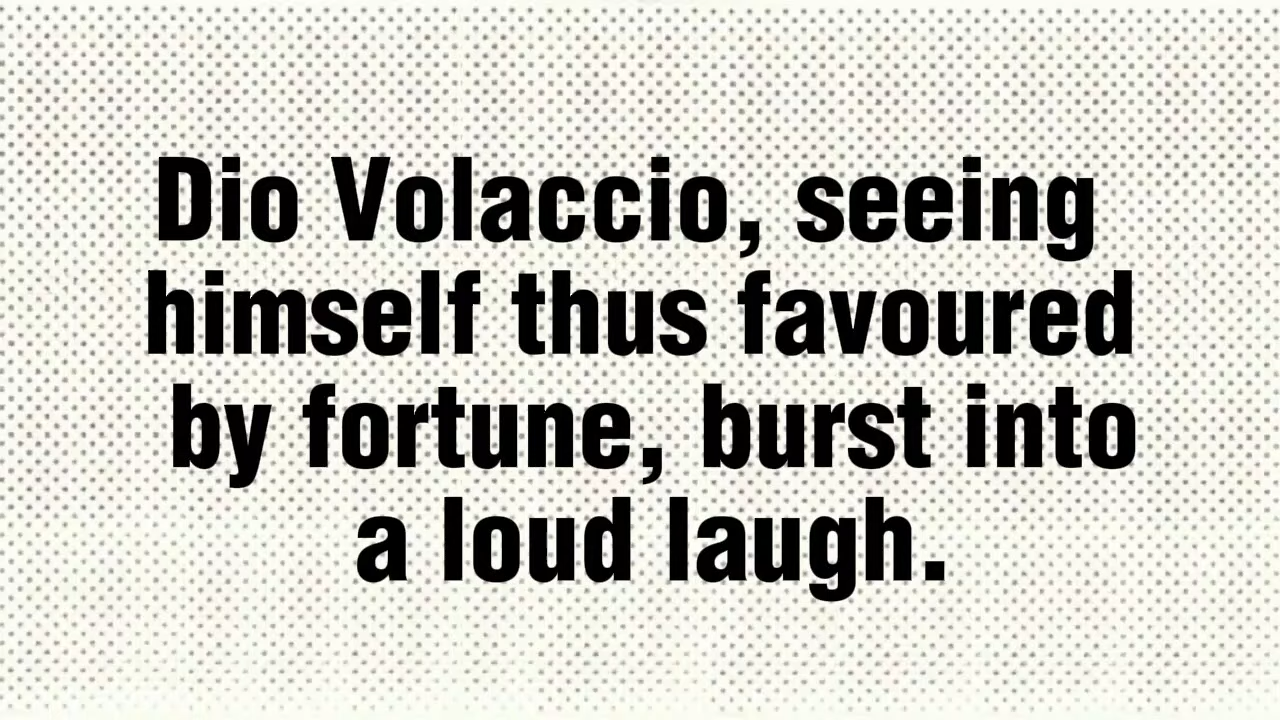 Dio Volaccio, seeing
himself thus favoured
by fortune, burst into
a loud laugh.